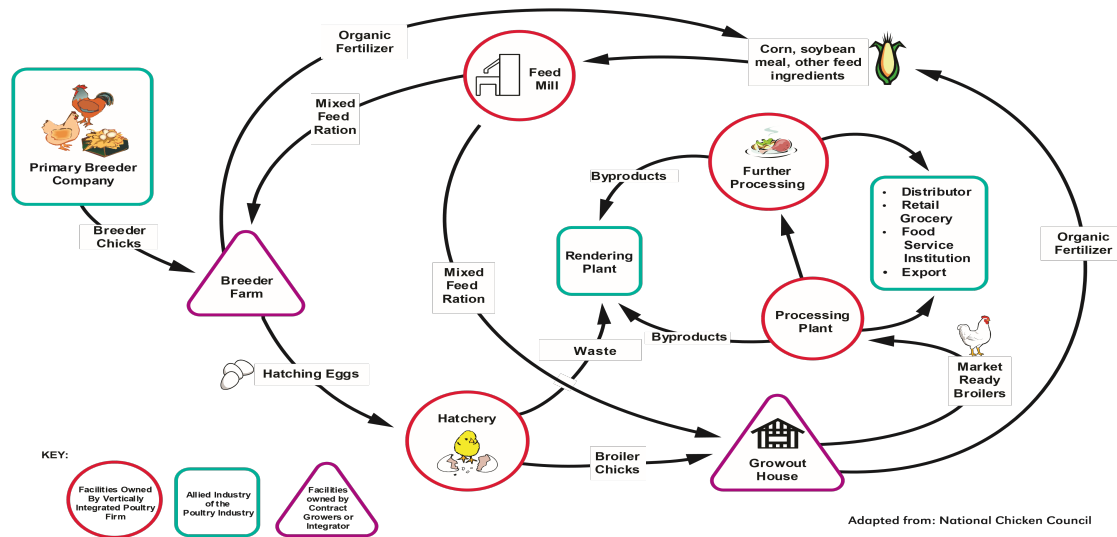 Organic
Fertilizer
Corn, soybean
meal, other feed
ingredients
Feed
Mill
Mixed
Feed
Ration
Primary Breeder
Company
Breeder
Chicks
Further
Processing
Byproducts
• Distributor
• Retail
Grocery
• Food
Service
Institution
• Export
Organic
Fertilizer
Rendering
Plant
Breeder
Farm
Mixed
Feed
Ration
Processing
Plant
Byproducts
Waste
Market
Ready
Broilers
Hatching Eggs
Hatchery
Broiler
Chicks
Growout
House
KEY:
Facilities Owned
By Vertically
Integrated Poultry
Firm
Allied Industry
of the
Poultry Industry
Facilities
owned by
Contract
Growers or
Integrator
Adapted from: National Chicken Council